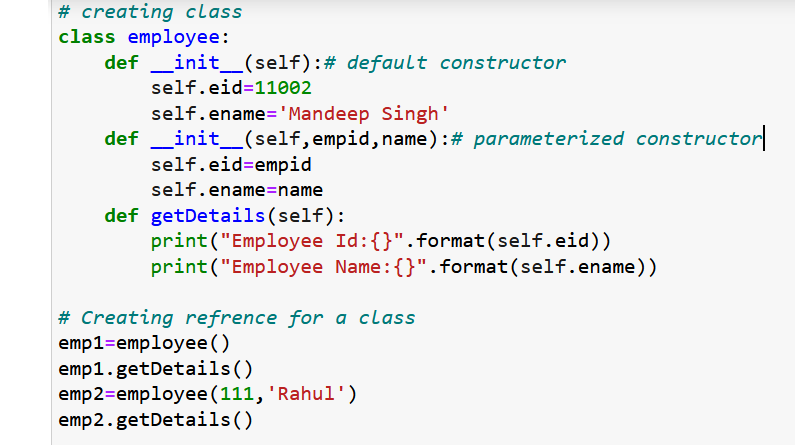 # creating class
class employee:
    def __init__(self):# default constructor
        self.eid=11002
        self.ename='Mandeep Singh'
    def __init__(self,empid,name):# parameterized constructor
        self.eid=empid
        self.ename=name
    def getDetails(self):
        print("Employee Id:{}".format(self.eid))
        print("Employee Name:{}".format(self.ename))
# Creating refrence for a class
emp1=employee()
emp1.getDetails()
emp2=employee(111,'Rahul')
emp2.getDetails()